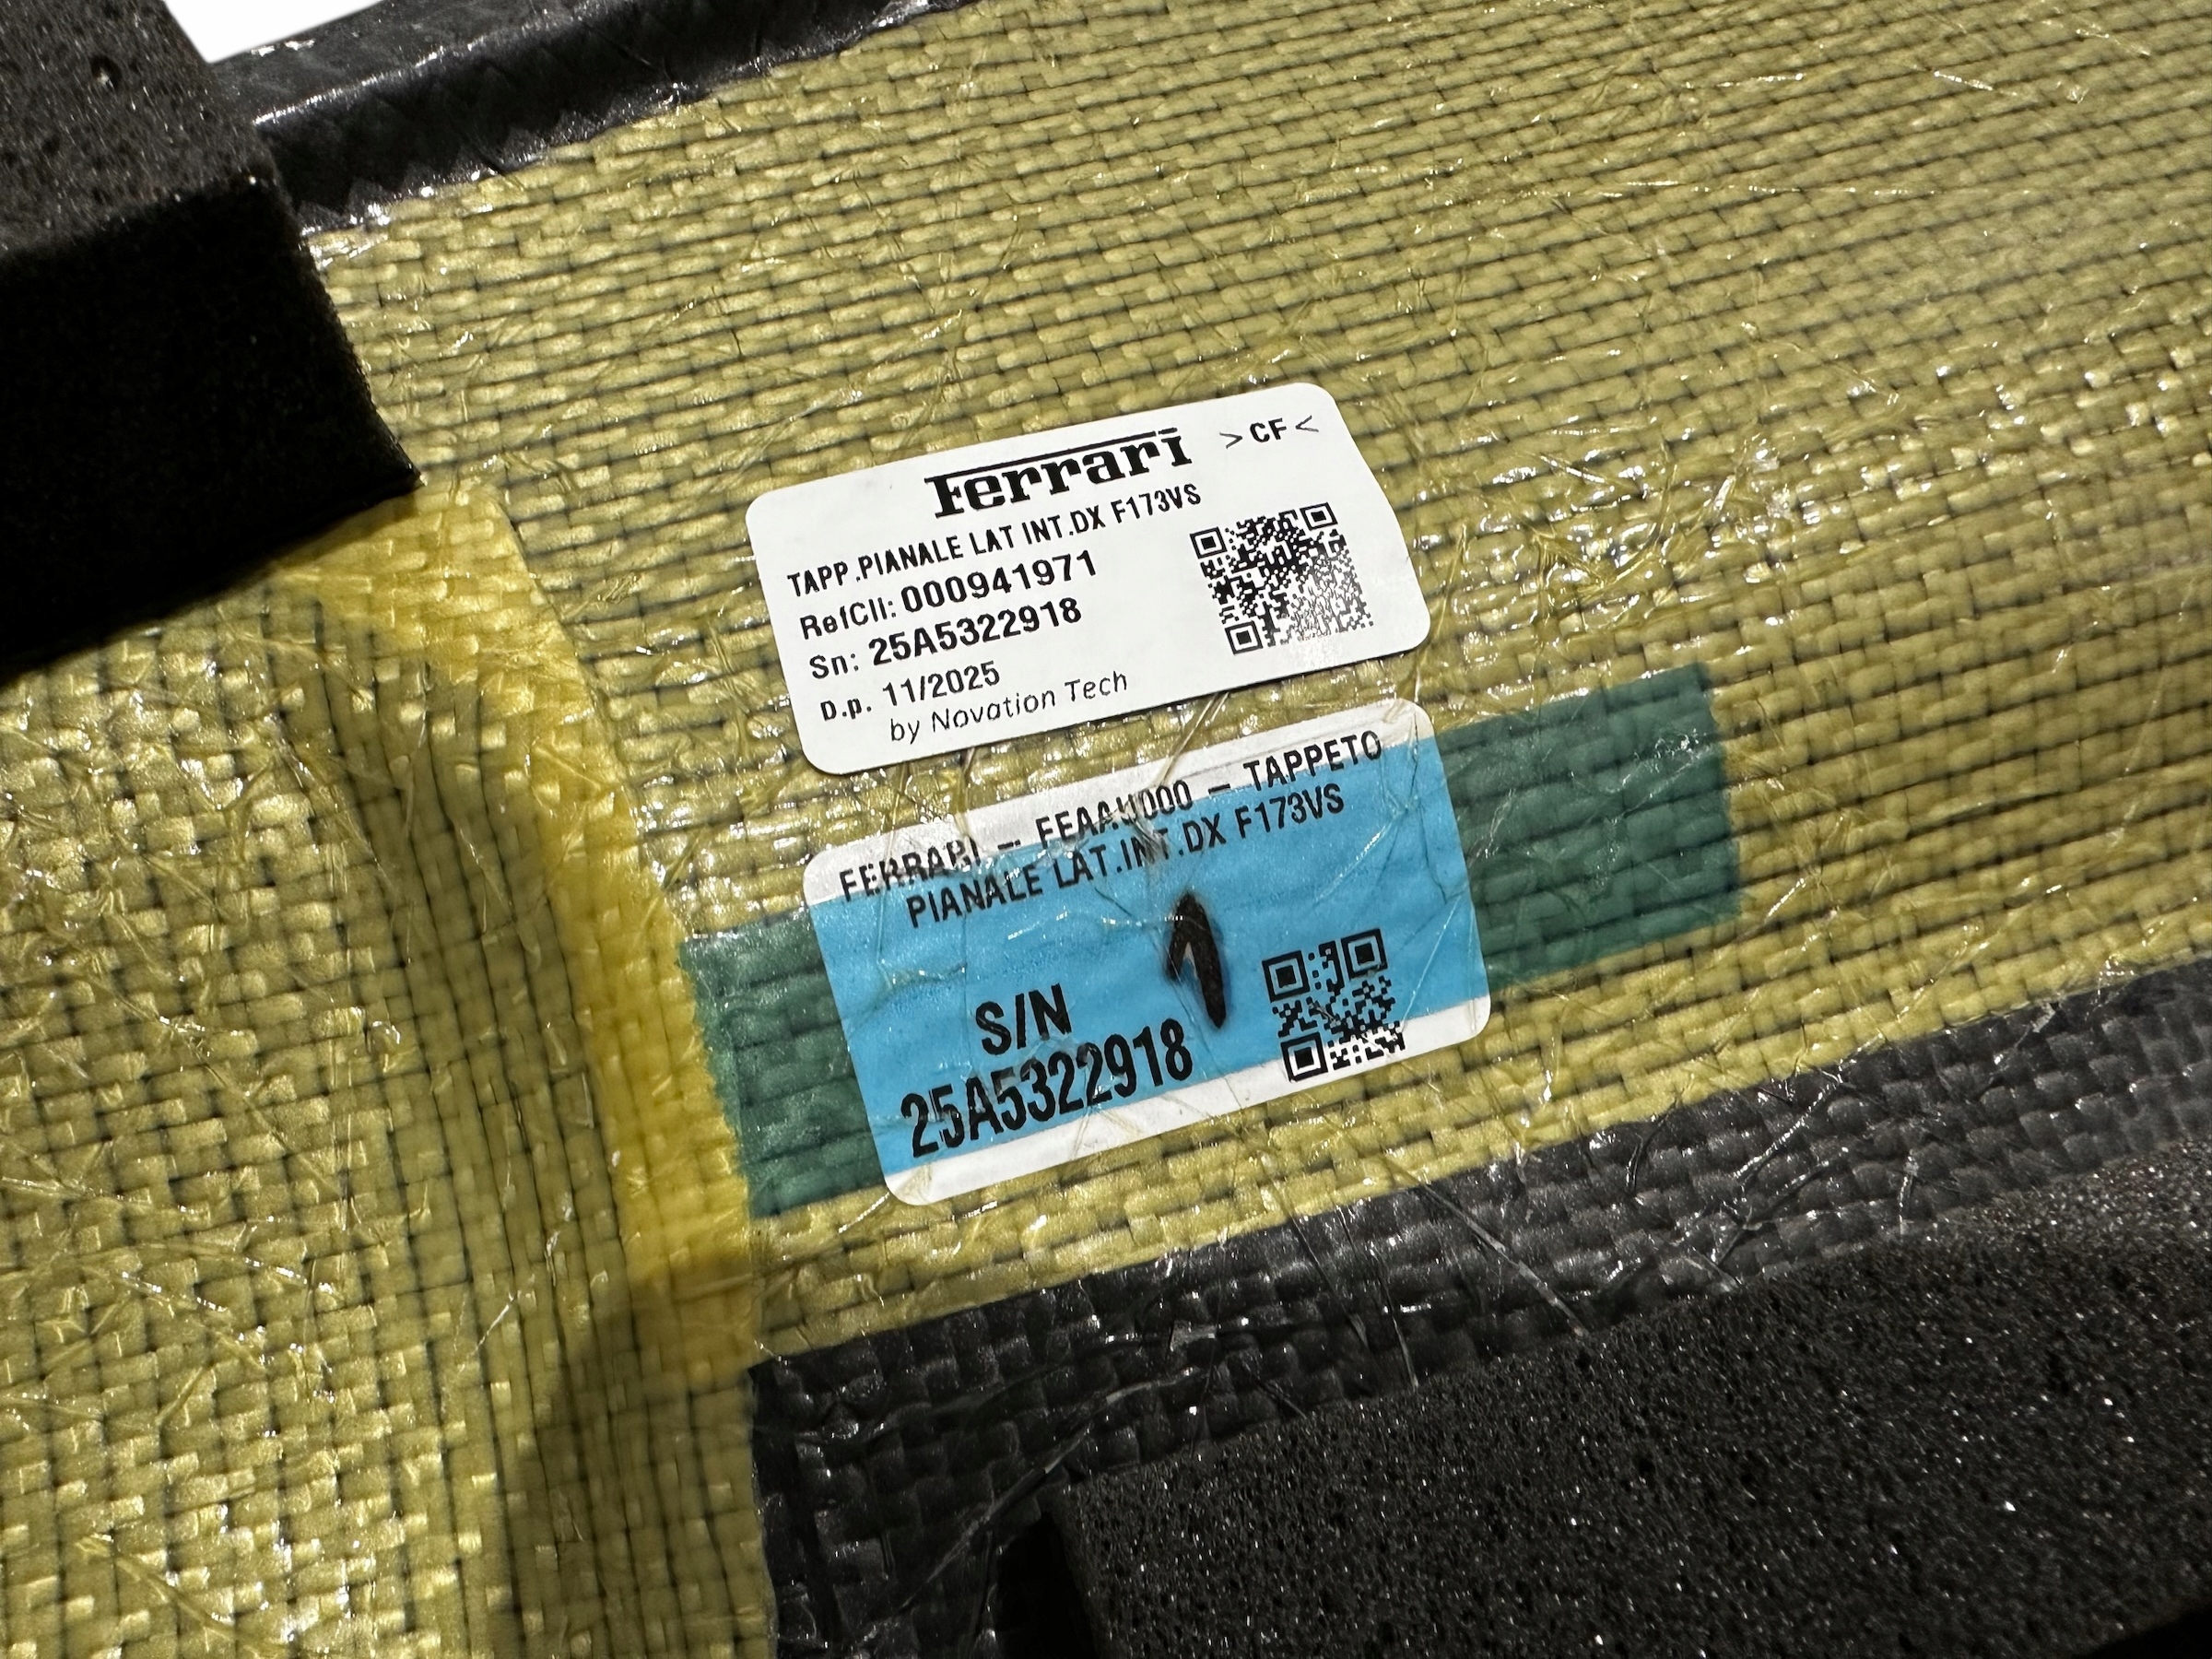 Ferrari >CF<
TAPP.PIANALE LAT INT.DX F173VS
RefCli: 000941971
Sn: 25A5322918
D.p. 11/2025
by Novation Tech
FERRARI - FEAAU000 - TAPPETO
PIANALE LAT.INT.DX F173VS
1
S/N
25A5322918